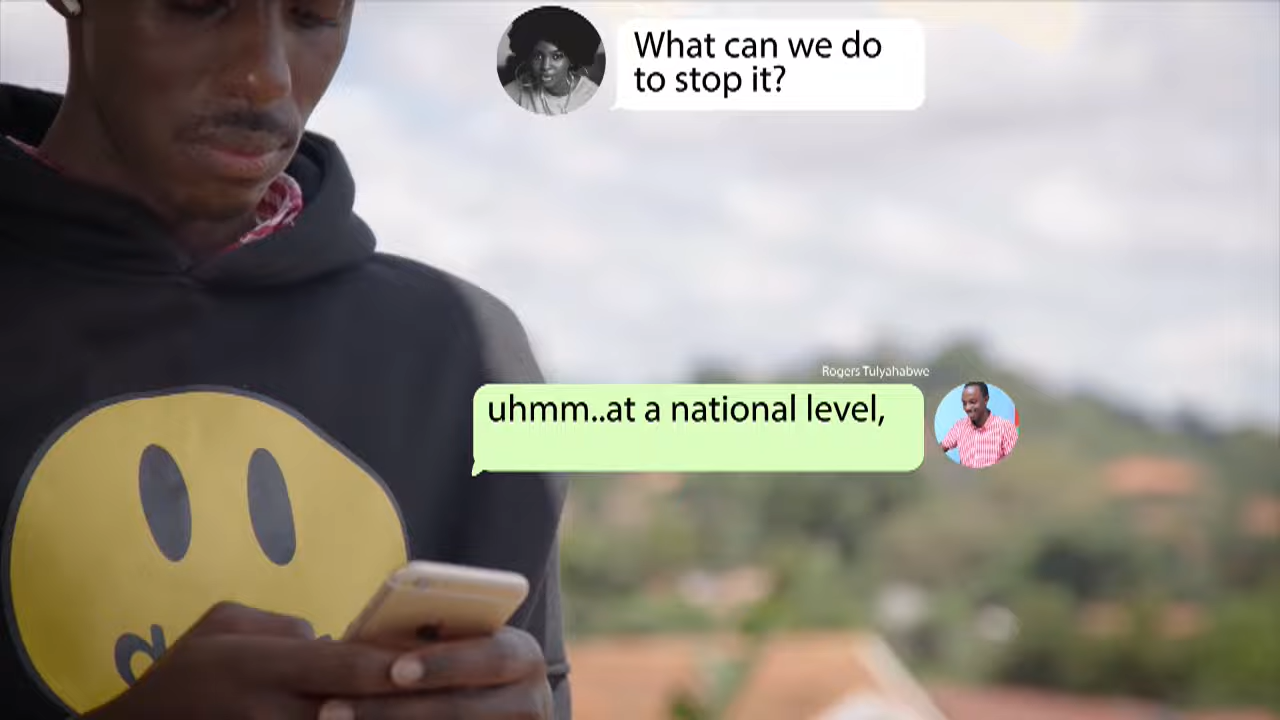 What can we do
to stop it?
Rogers Tulyahabwe
uhmm..at a national level,